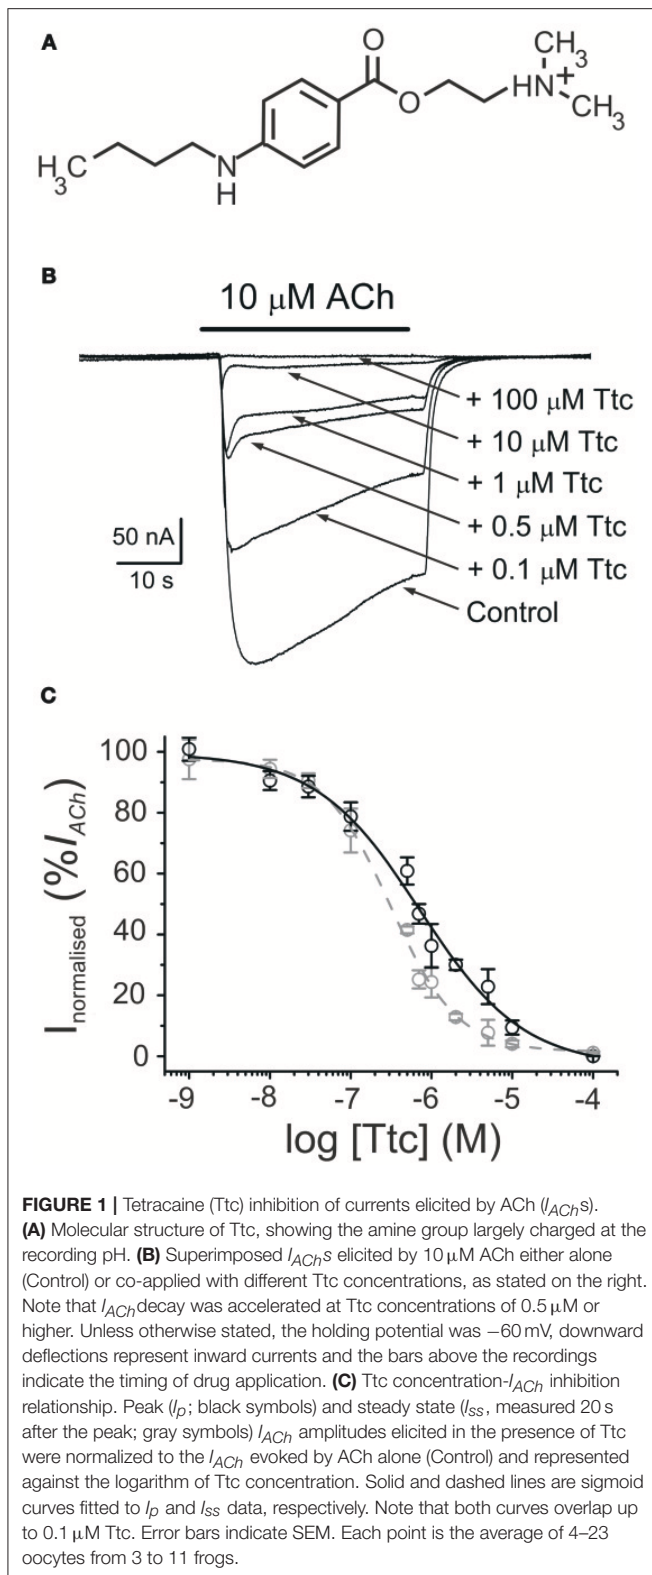 A
O
CH3
HN+
O
CH3
H3C
N
H
B
10 µM ACh
+ 100 µM Ttc
+ 10 µM Ttc
+ 1 µM Ttc
50 nA
+ 0.5 µM Ttc
10 s
+ 0.1 µM Ttc
Control
C
100
80
60
40
20
0
Inormalised (%IACh)
-9 -8 -7 -6 -5 -4
log [Ttc] (M)
FIGURE 1 | Tetracaine (Ttc) inhibition of currents elicited by ACh (IAChs).
(A) Molecular structure of Ttc, showing the amine group largely charged at the
recording pH. (B) Superimposed IAChs elicited by 10 µM ACh either alone
(Control) or co-applied with different Ttc concentrations, as stated on the right.
Note that IACh decay was accelerated at Ttc concentrations of 0.5 µM or
higher. Unless otherwise stated, the holding potential was −60 mV, downward
deflections represent inward currents and the bars above the recordings
indicate the timing of drug application. (C) Ttc concentration-IACh inhibition
relationship. Peak (Ip; black symbols) and steady state (Iss, measured 20 s
after the peak; gray symbols) IACh amplitudes elicited in the presence of Ttc
were normalized to the IACh evoked by ACh alone (Control) and represented
against the logarithm of Ttc concentration. Solid and dashed lines are sigmoid
curves fitted to Ip and Iss data, respectively. Note that both curves overlap up
to 0.1 µM Ttc. Error bars indicate SEM. Each point is the average of 4–23
oocytes from 3 to 11 frogs.